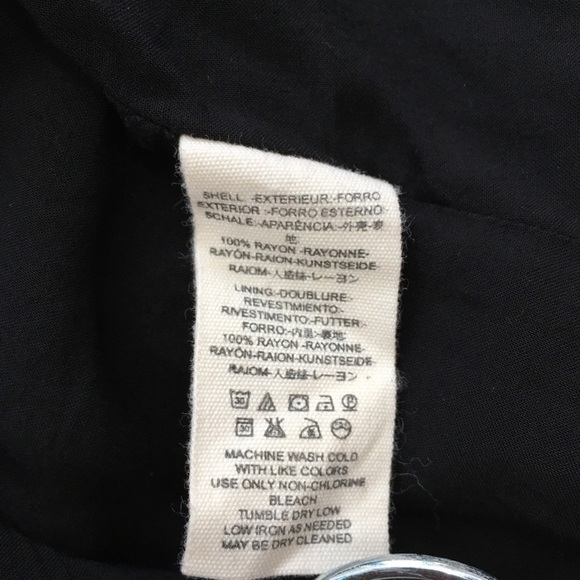 SHELL: -EXTERIEUR:-FORRO
EXTERIOR:-FORRO ESTERNO
SCHALE:-APARÊNCIA:-外壳-表
地:
100% RAYON-RAYONNE-
RAYÓN-RAION-KUNSTSEIDE
RAIOM-人造絲-レーヨン
LINING:-DOUBLURE:-
REVESTIMIENTO:-
RIVESTIMENTO:-FUTTER:-
FORRO:-内里:-裏地:
100% RAYON-RAYONNE-
RAYÓN-RAION-KUNSTSEIDE
RAIOM-人造絲-レーヨン
30 P
30
MACHINE WASH COLD
WITH LIKE COLORS
USE ONLY NON-CHLORINE
BLEACH
TUMBLE DRY LOW
LOW IRON AS NEEDED
MAY BE DRY CLEANED